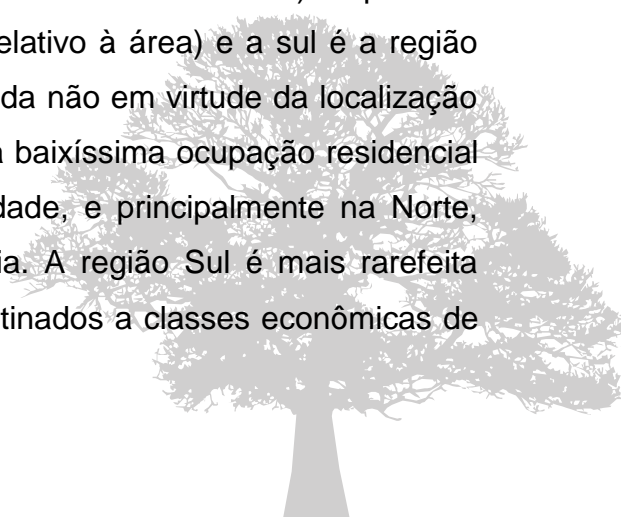 elativo à área) e a sul é a região
da não em virtude da localização
a baixíssima ocupação residencial
dade, e principalmente na Norte,
ia. A região Sul é mais rarefeita
tinados a classes econômicas de